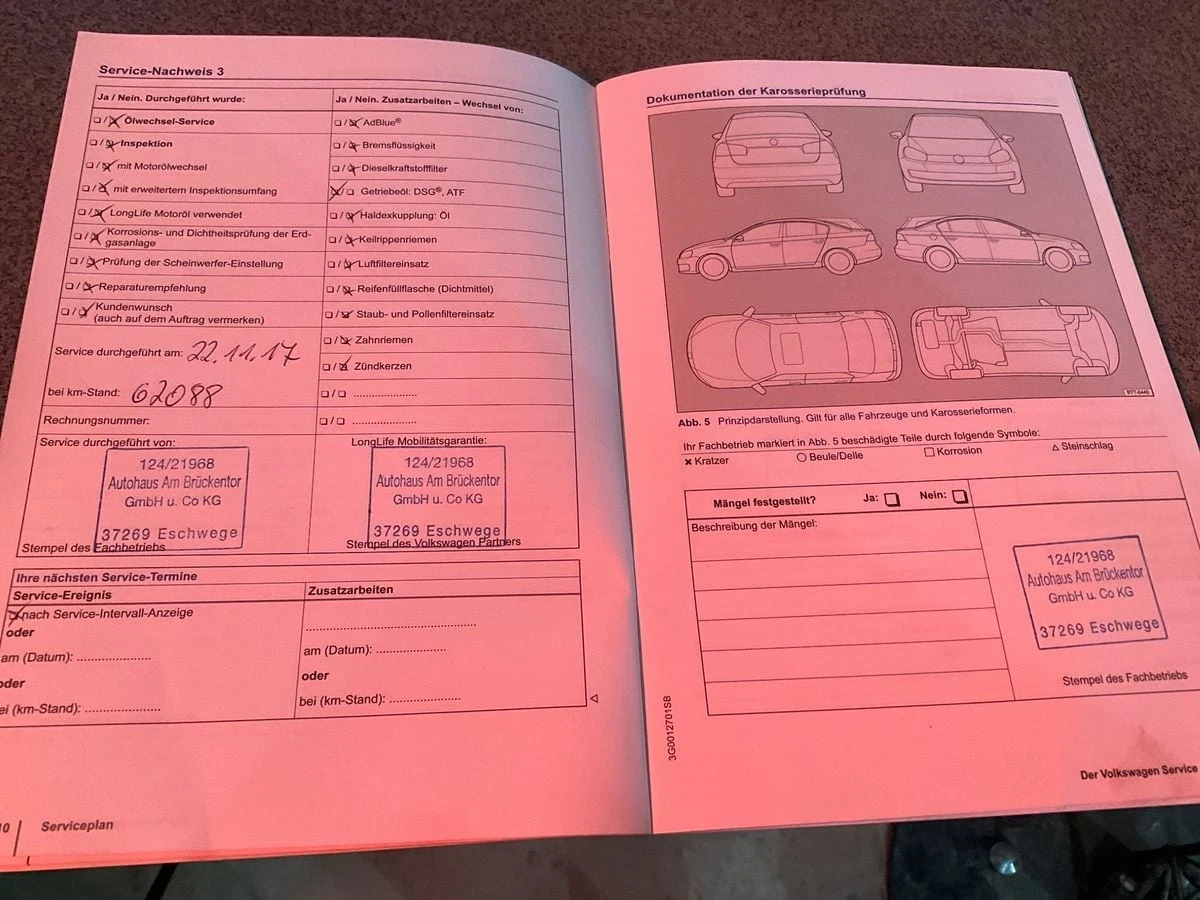 Service-Nachweis 3
Ja / Nein. Durchgeführt wurde:
☐ / ☒ Ölwechsel-Service
☐ / ☒ Inspektion
☐ / ☒ mit Motorölwechsel
☐ / ☒ mit erweitertem Inspektionsumfang
☐ / ☒ LongLife Motoröl verwendet
☐ / ☒ Korrosions- und Dichtheitsprüfung der Erd-
gasanlage
☐ / ☒ Prüfung der Scheinwerfer-Einstellung
☐ / ☒ Reparaturempfehlung
☐ / ☒ Kundenwunsch
(auch auf dem Auftrag vermerken)
Service durchgeführt am: 22.11.17
bei km-Stand: 62088
Rechnungsnummer:
Service durchgeführt von:
124/21968
Autohaus Am Brückentor
GmbH u. Co KG
37269 Eschwege
Stempel des Fachbetriebs
Ja / Nein. Zusatzarbeiten – Wechsel von:
☐ / ☒ AdBlue®
☐ / ☒ Bremsflüssigkeit
☐ / ☒ Dieselkraftstofffilter
☒ / ☐ Getriebeöl: DSG®, ATF
☐ / ☒ Haldexkupplung: Öl
☐ / ☒ Keilrippenriemen
☐ / ☒ Luftfiltereinsatz
☐ / ☒ Reifenfüllflasche (Dichtmittel)
☐ / ☒ Staub- und Pollenfiltereinsatz
☐ / ☒ Zahnriemen
☐ / ☒ Zündkerzen
☐ / ☐ ....................
☐ / ☐ ....................
LongLife Mobilitätsgarantie:
124/21968
Autohaus Am Brückentor
GmbH u. Co KG
37269 Eschwege
Stempel des Volkswagen Partners
Ihre nächsten Service-Termine
Service-Ereignis
☒ nach Service-Intervall-Anzeige
oder
am (Datum): ....................
oder
bei (km-Stand): ....................
Zusatzarbeiten
..............................................
am (Datum): ....................
oder
bei (km-Stand): ....................
◁
10 | Serviceplan
Dokumentation der Karosserieprüfung
BTT-0449
Abb. 5 Prinzipdarstellung. Gilt für alle Fahrzeuge und Karosserieformen.
Ihr Fachbetrieb markiert in Abb. 5 beschädigte Teile durch folgende Symbole:
✖ Kratzer ○ Beule/Delle ☐ Korrosion △ Steinschlag
Mängel festgestellt? Ja: ☐ Nein: ☐
Beschreibung der Mängel:
124/21968
Autohaus Am Brückentor
GmbH u. Co KG
37269 Eschwege
Stempel des Fachbetriebs
3G0012701SB
Der Volkswagen Service